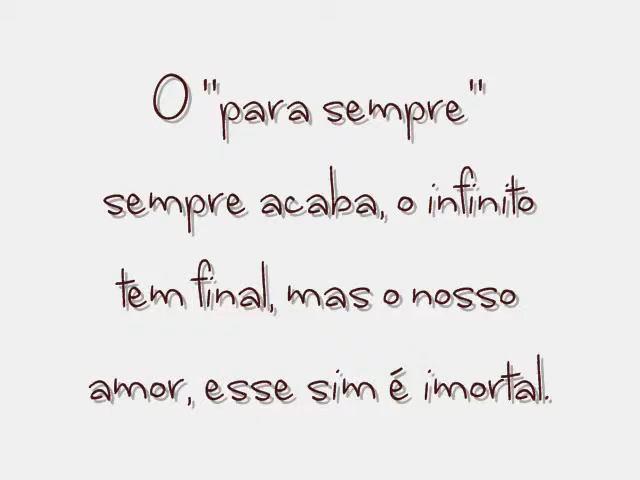 O "para sempre"
sempre acaba, o infinito
tem final, mas o nosso
amor, esse sim é imortal.